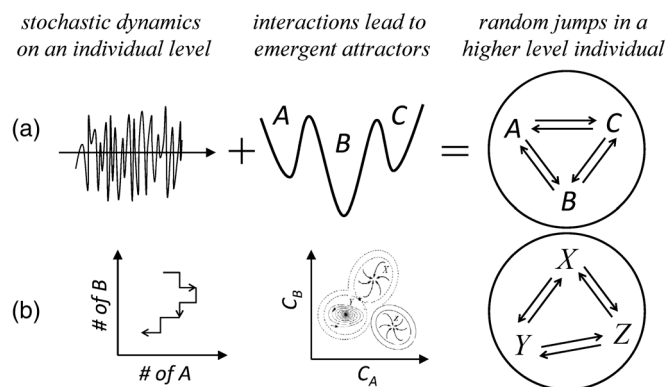 stochastic dynamics
on an individual level
interactions lead to
emergent attractors
random jumps in a
higher level individual
(a)
+
A
B
C
=
A
C
B
(b)
# of B
# of A
C_B
X
C_A
X
Y
Z